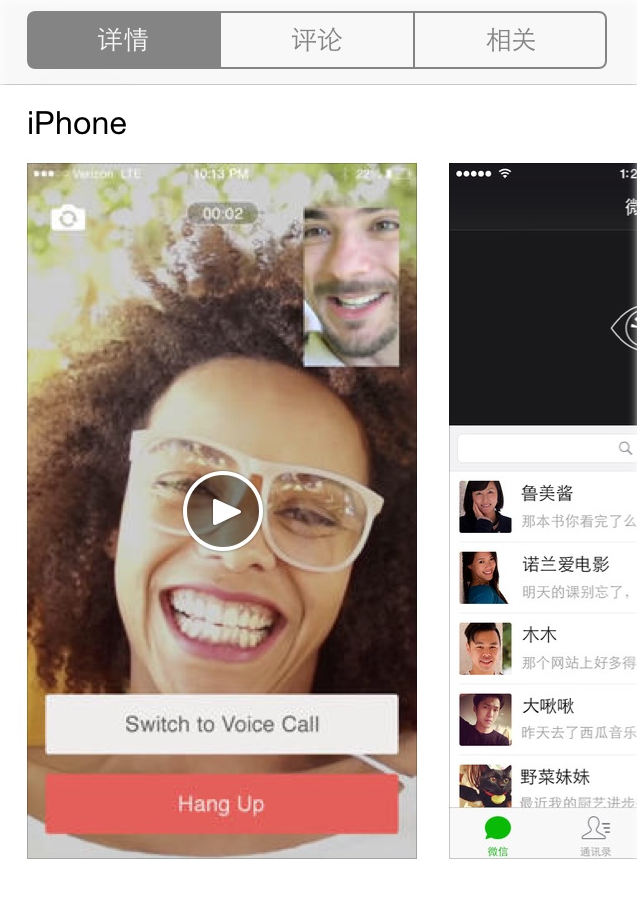 详情 评论 相关
iPhone
Verizon LTE 10:13 PM 22%
00:02
Switch to Voice Call
Hang Up
1:2
微
鲁美酱
那本书你看完了么
诺兰爱电影
明天的课别忘了，
木木
那个网站上好多得
大啾啾
昨天去了西瓜音乐
野菜妹妹
最近我的厨艺进步
微信 通讯录